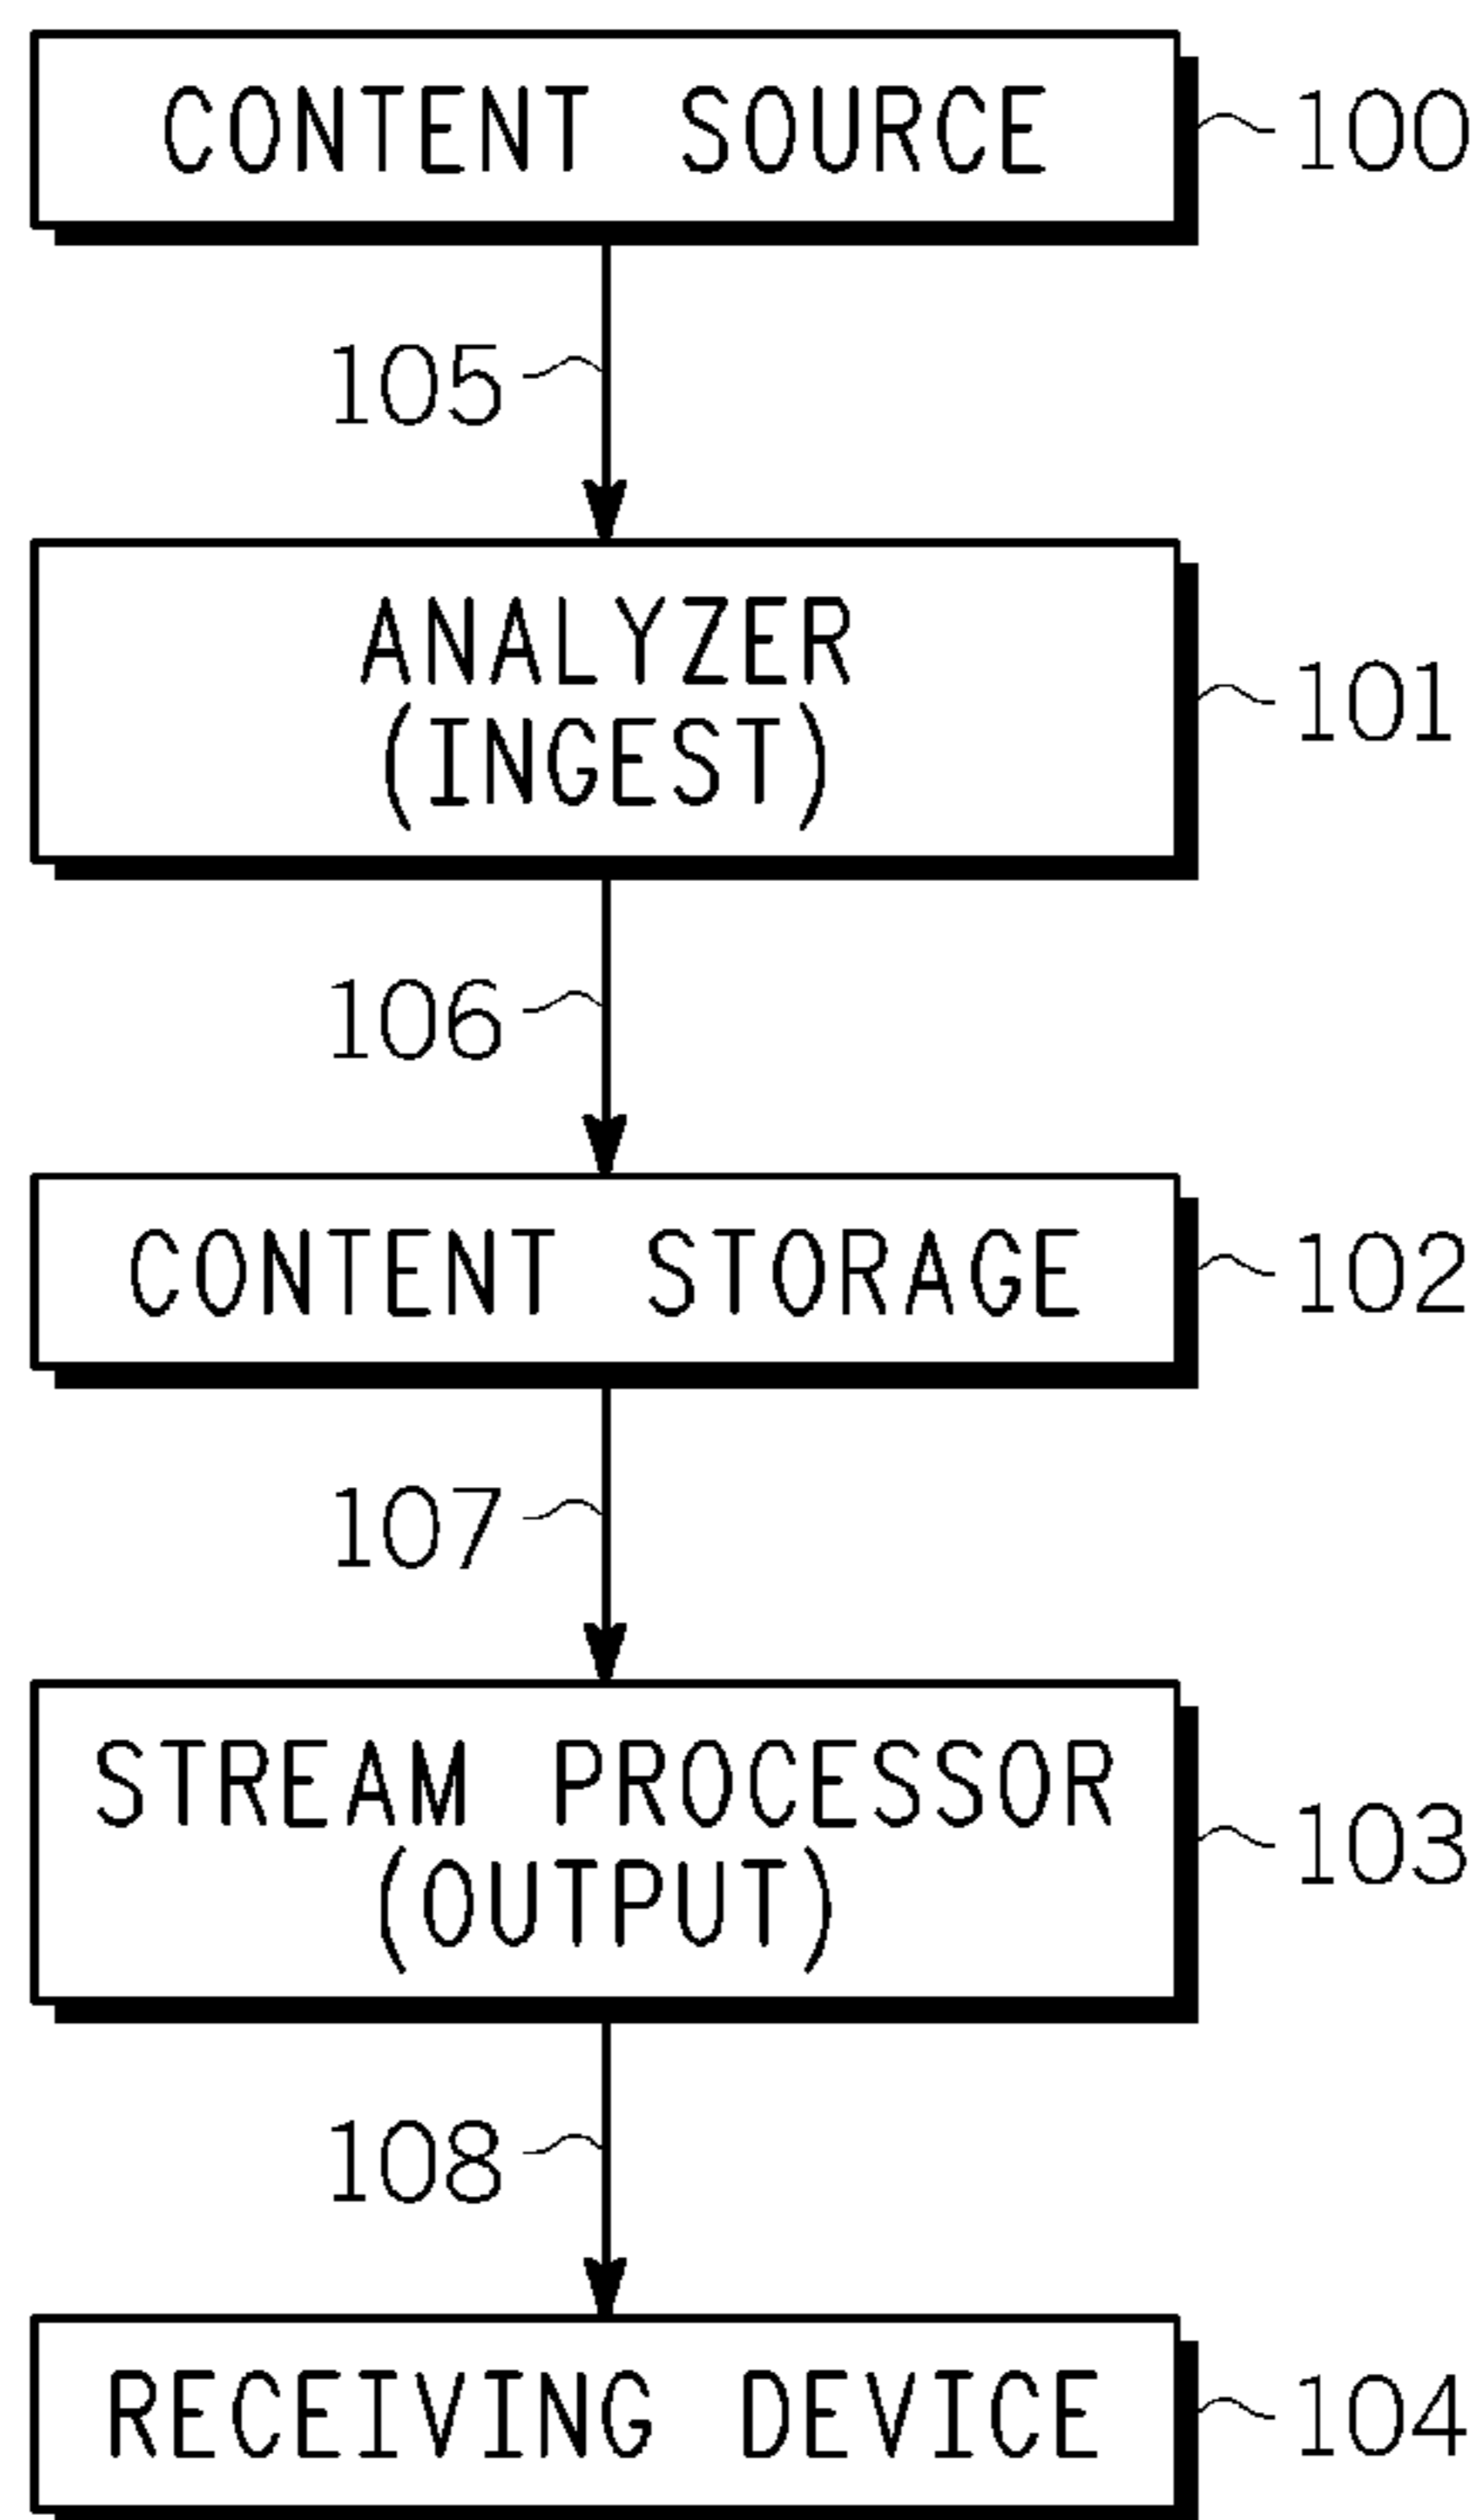 CONTENT SOURCE
100
105
ANALYZER
(INGEST)
101
106
CONTENT STORAGE
102
107
STREAM PROCESSOR
(OUTPUT)
103
108
RECEIVING DEVICE
104